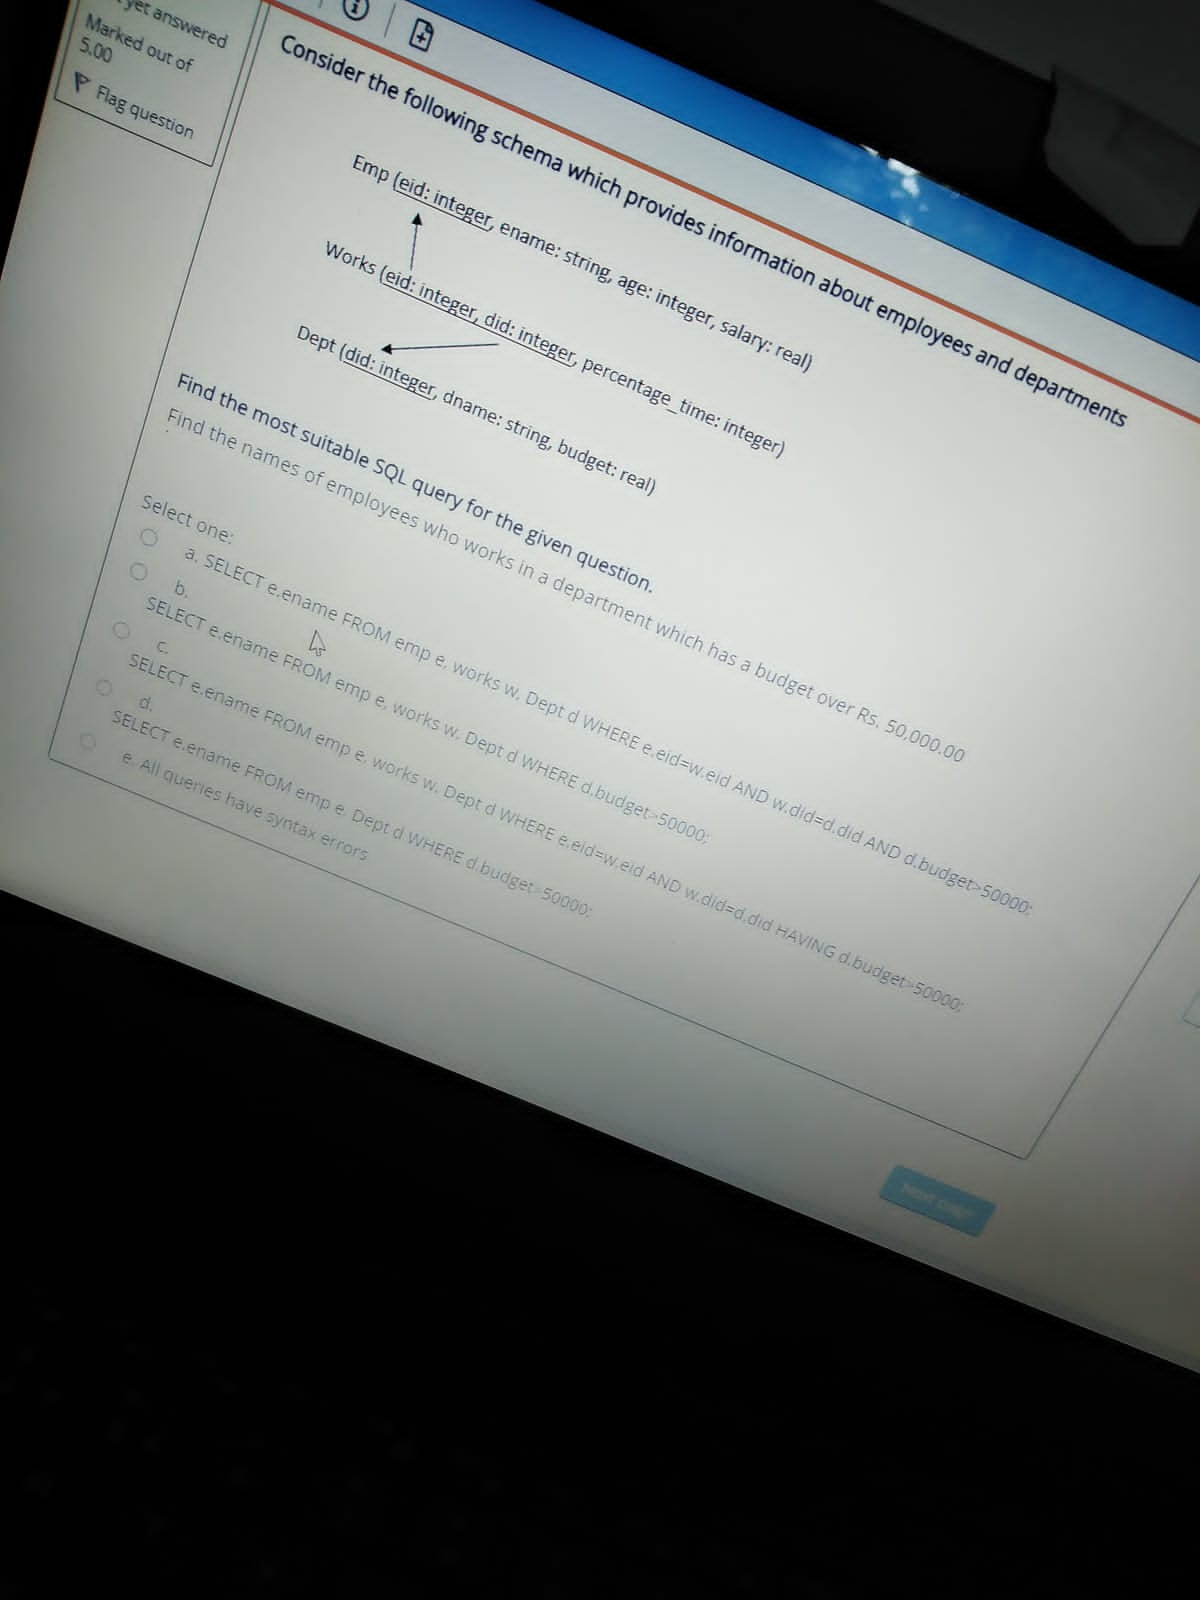 yet answered
Marked out of
5.00
Flag question
Consider the following schema which provides information about employees and departments
Emp (eid: integer, ename: string, age: integer, salary: real)
Works (eid: integer, did: integer, percentage_time: integer)
Dept (did: integer, dname: string, budget: real)
Find the most suitable SQL query for the given question.
Find the names of employees who works in a department which has a budget over Rs. 50,000.00
Select one:
a. SELECT e.ename FROM emp e, works w, Dept d WHERE e.eid=w.eid AND w.did=d.did AND d.budget>50000;
b.
SELECT e.ename FROM emp e, works w, Dept d WHERE d.budget>50000;
c.
SELECT e.ename FROM emp e, works w, Dept d WHERE e.eid=w.eid AND w.did=d.did HAVING d.budget>50000;
d.
SELECT e.ename FROM emp e, Dept d WHERE d.budget>50000;
e. All queries have syntax errors